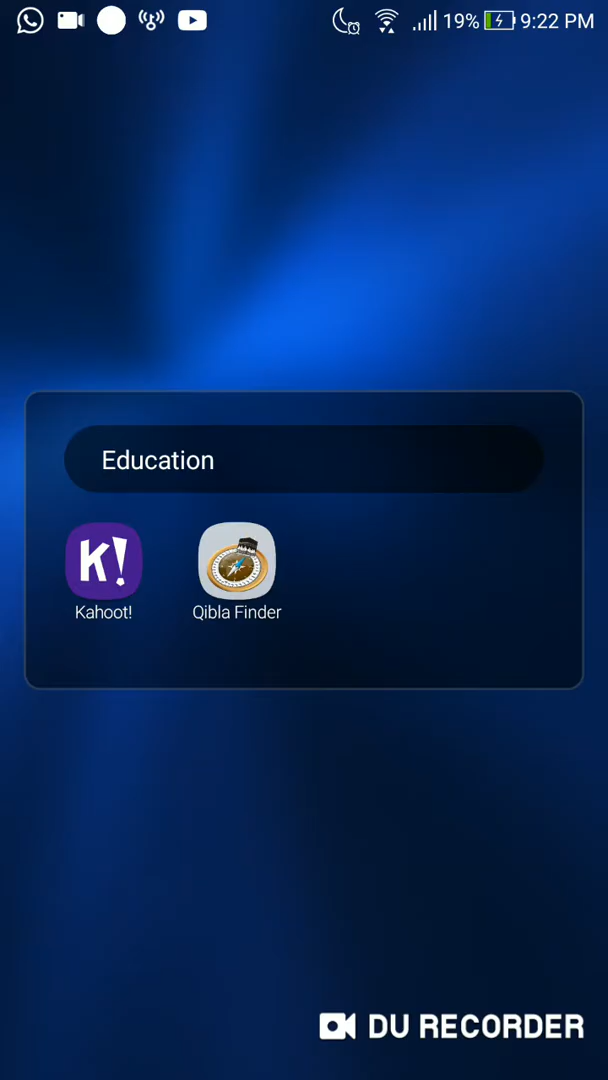 19% 9:22 PM
Education
K!
Kahoot! Qibla Finder
DU RECORDER